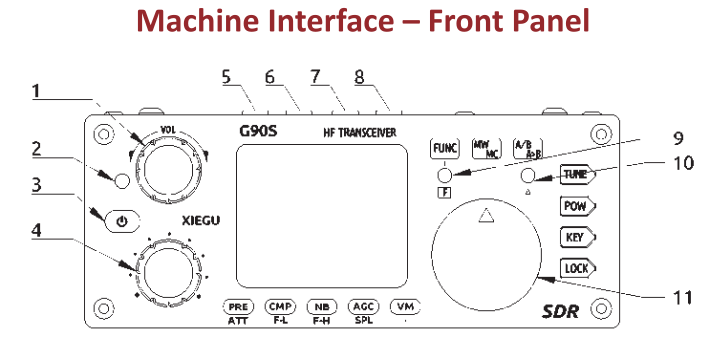 Machine Interface – Front Panel
5 6 7 8
1
VOL
G90S HF TRANSCEIVER
FUNC MW MC A/B A>B
9
2
10
TUNE
3
F
POW
XIEGU
4
KEY
LOCK
11
PRE CMP NB AGC VM
ATT F-L F-H SPL
SDR